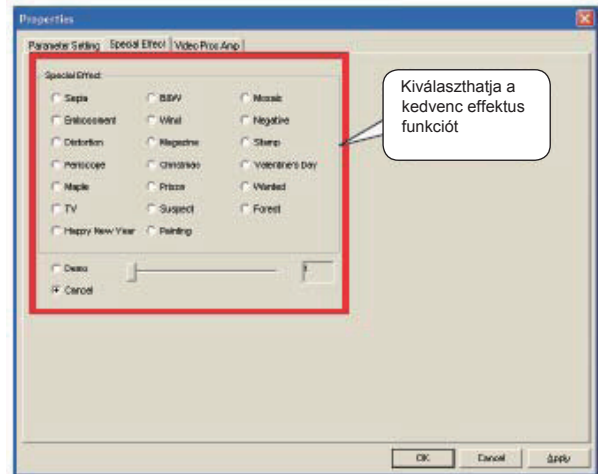 Properties
Parameter Setting Special Effect Video Proc Amp
Special Effect
Sepia B&W Mosaic
Embossment Wind Negative
Distortion Magazine Stamp
Periscope Christmas Valentine's Day
Maple Prison Wanted
TV Suspect Forest
Happy New Year Painting
Demo 1
Cancel
Kiválaszthatja a
kedvenc effektus
funkciót
OK Cancel Apply